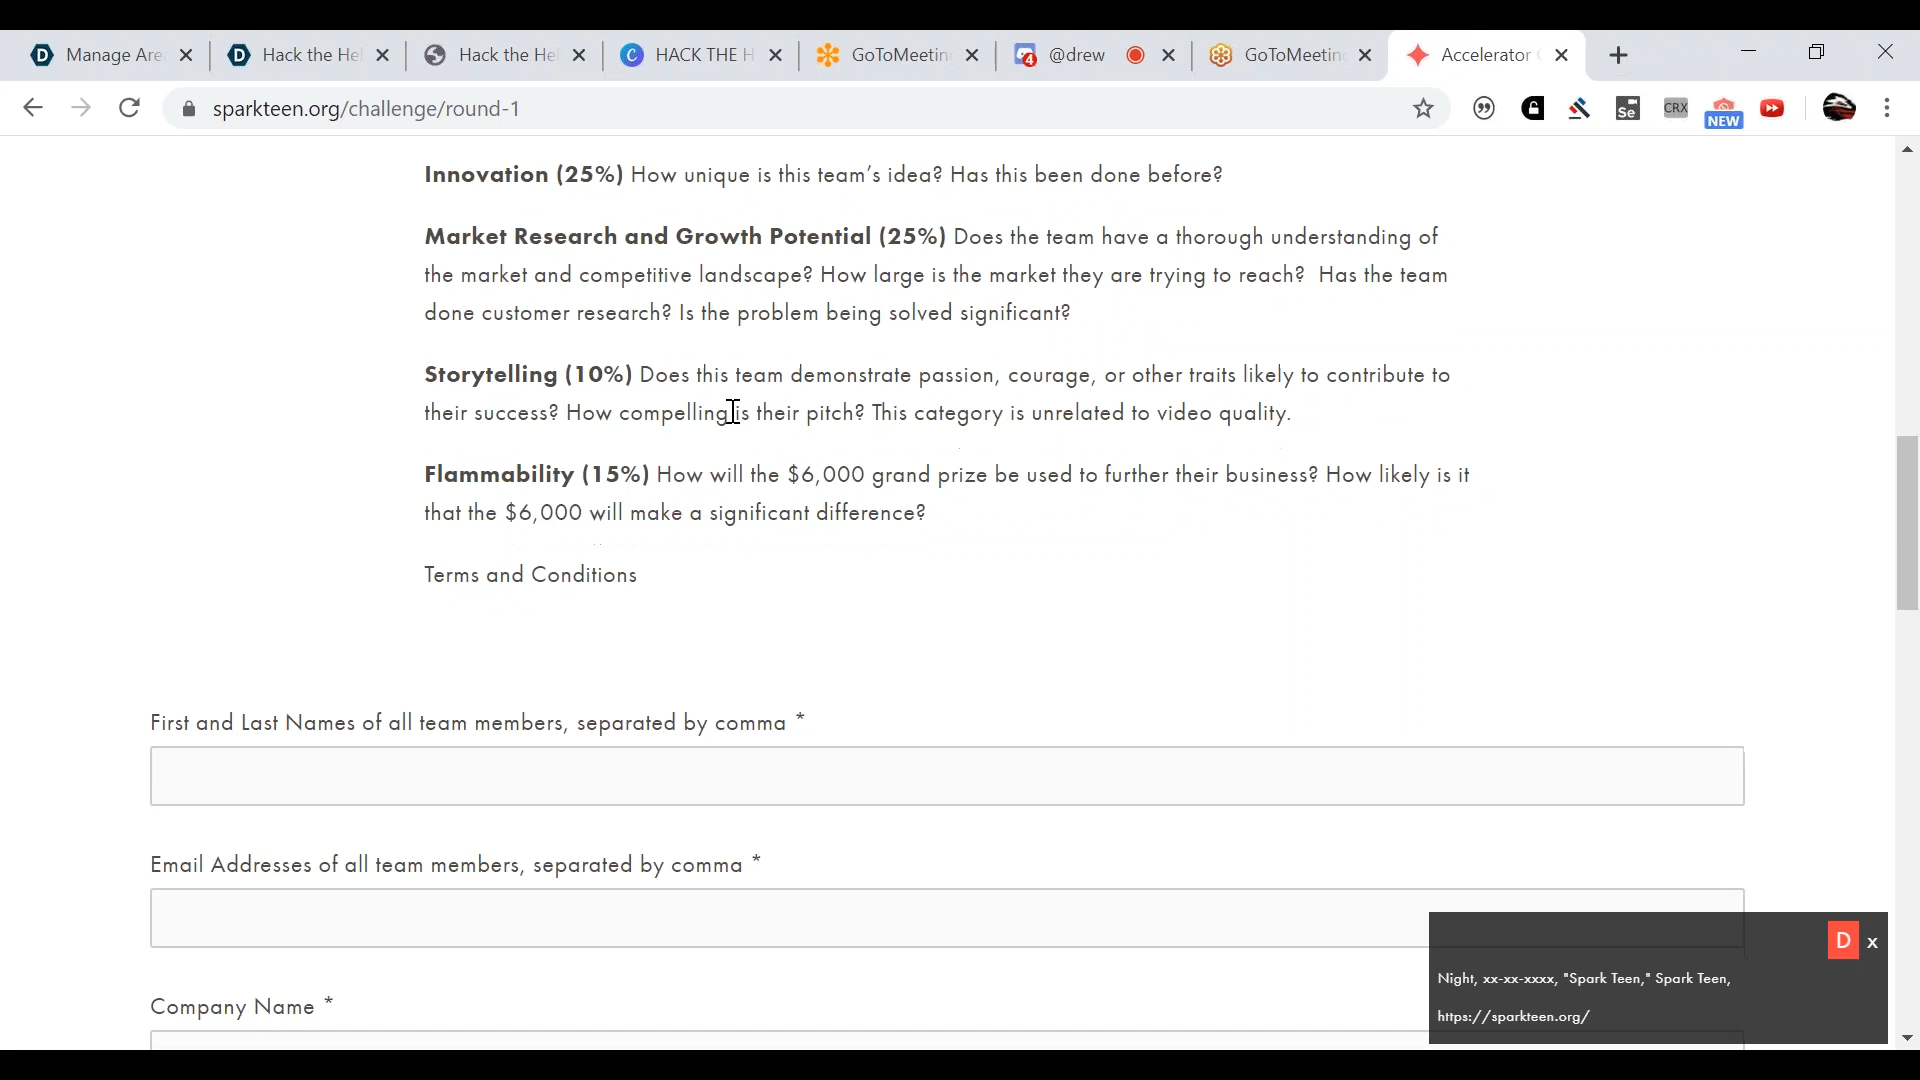 Manage Are
Hack the He
Hack the He
HACK THE H
GoToMeetin
4
@drew
GoToMeetin
Accelerator
sparkteen.org/challenge/round-1
Se
CRX
NEW
Innovation (25%) How unique is this team's idea? Has this been done before?
Market Research and Growth Potential (25%) Does the team have a thorough understanding of
the market and competitive landscape? How large is the market they are trying to reach? Has the team
done customer research? Is the problem being solved significant?
Storytelling (10%) Does this team demonstrate passion, courage, or other traits likely to contribute to
their success? How compelling is their pitch? This category is unrelated to video quality.
Flammability (15%) How will the $6,000 grand prize be used to further their business? How likely is it
that the $6,000 will make a significant difference?
Terms and Conditions
First and Last Names of all team members, separated by comma *
Email Addresses of all team members, separated by comma *
Company Name *
D x
Night, xx-xx-xxxx, "Spark Teen," Spark Teen,
https://sparkteen.org/